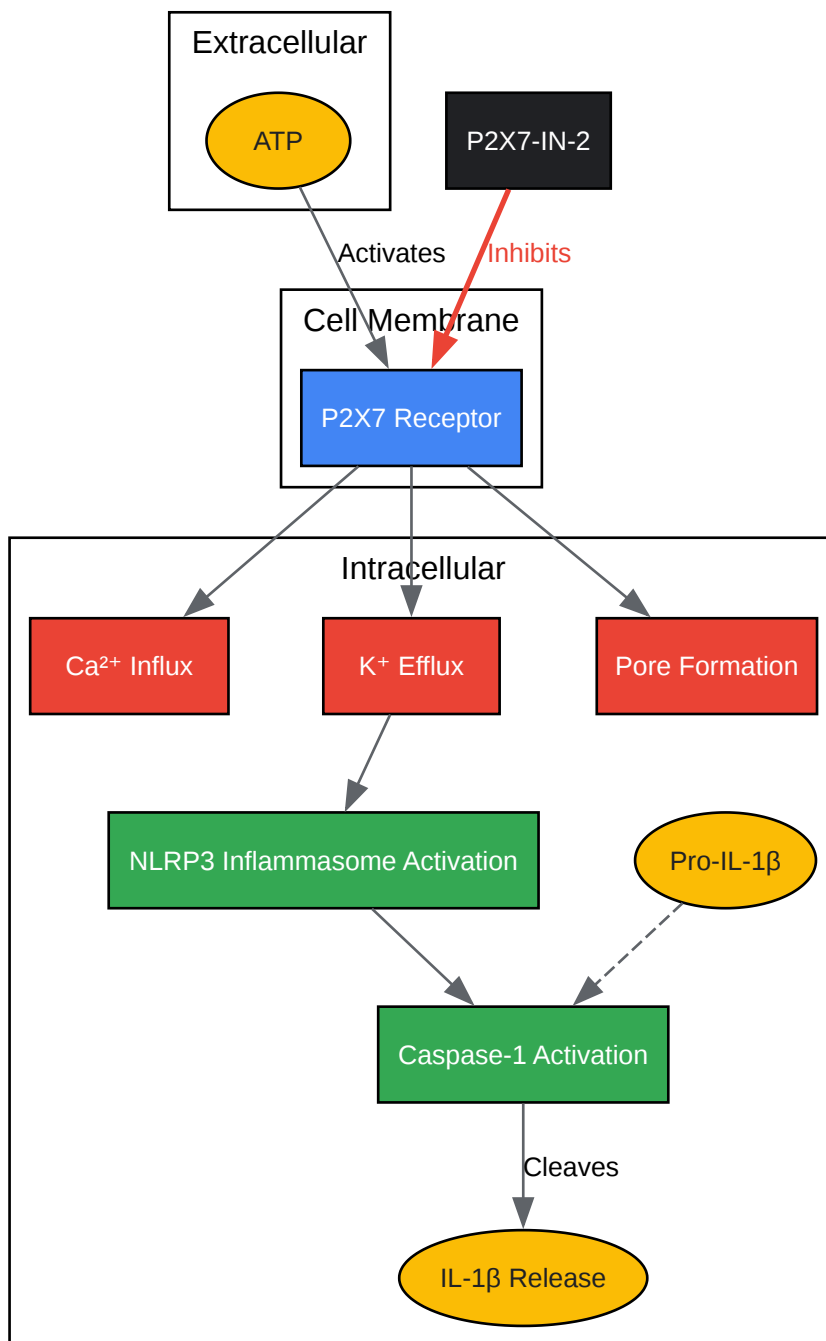 Extracellular
ATP
P2X7-IN-2
Activates
Inhibits
Cell Membrane
P2X7 Receptor
Intracellular
Ca²⁺ Influx
K⁺ Efflux
Pore Formation
NLRP3 Inflammasome Activation
Pro-IL-1β
Caspase-1 Activation
Cleaves
IL-1β Release